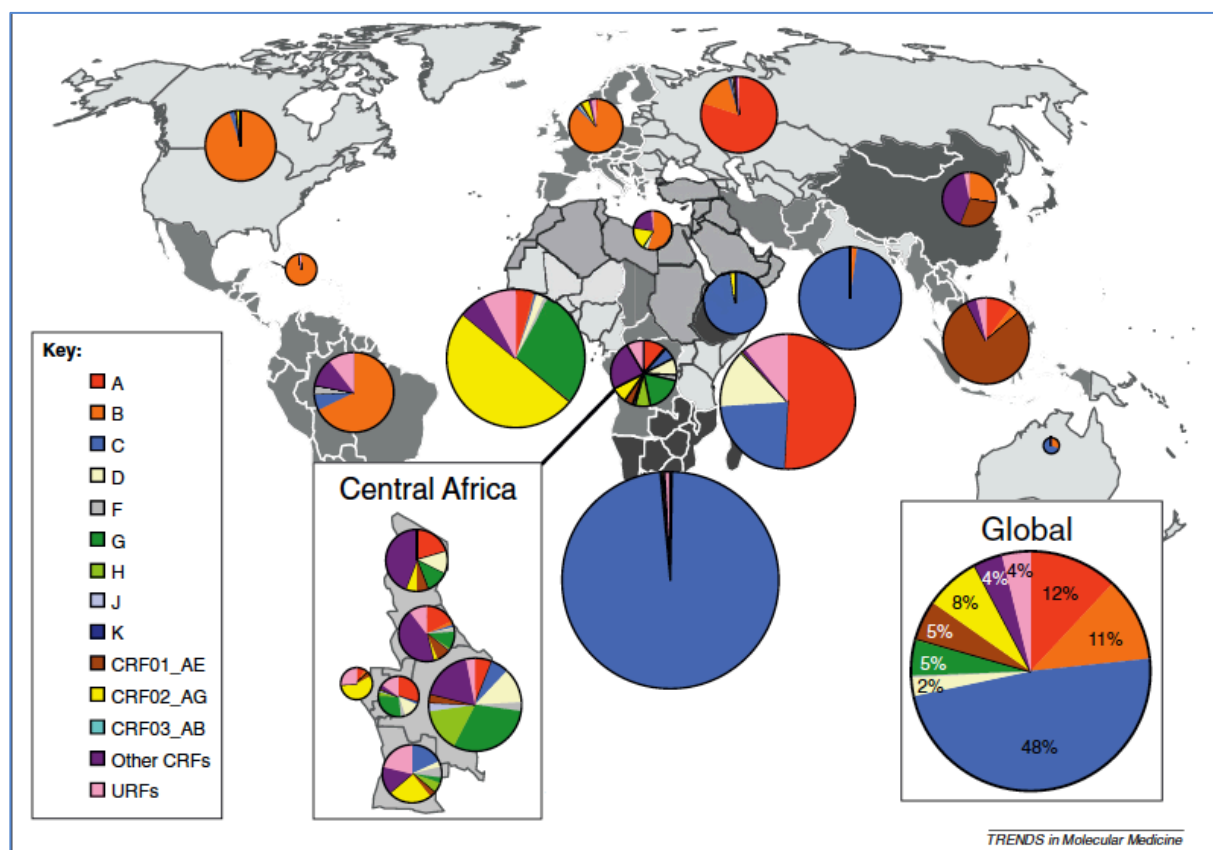 Key:
A
B
C
D
F
G
H
J
K
CRF01_AE
CRF02_AG
CRF03_AB
Other CRFs
URFs
Central Africa
Global
4%
4%
12%
8%
11%
5%
5%
2%
48%
TRENDS in Molecular Medicine